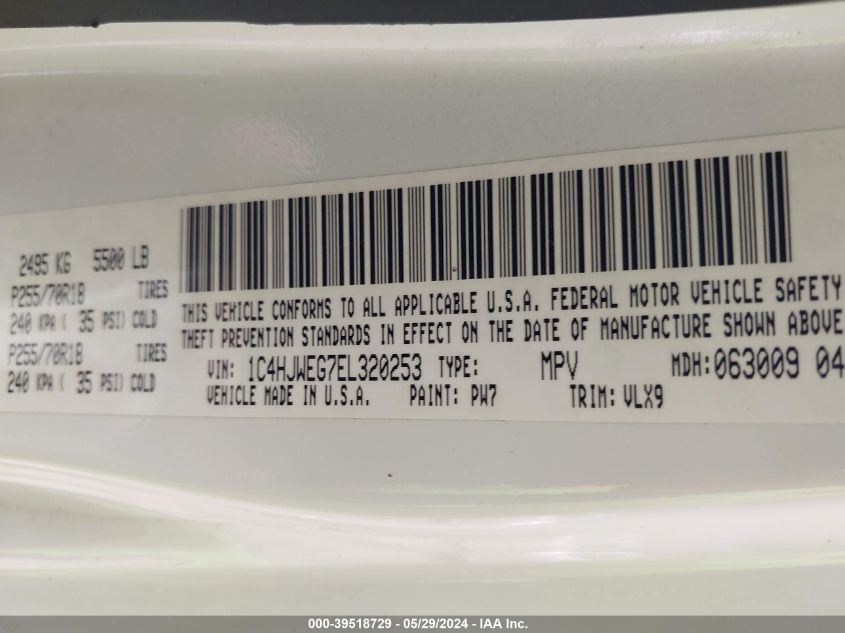 2495 KG 5500 LB
P255/70R18 TIRES
240 KPA ( 35 PSI) COLD
P255/70R18 TIRES
240 KPA ( 35 PSI) COLD
THIS VEHICLE CONFORMS TO ALL APPLICABLE U.S.A. FEDERAL MOTOR VEHICLE SAFETY
THEFT PREVENTION STANDARDS IN EFFECT ON THE DATE OF MANUFACTURE SHOWN ABOVE
VIN: 1C4HJWEG7EL320253 TYPE: MPV MDH: 063009 04
VEHICLE MADE IN U.S.A. PAINT: PW7 TRIM: VLX9
000-39518729 - 05/29/2024 - IAA Inc.